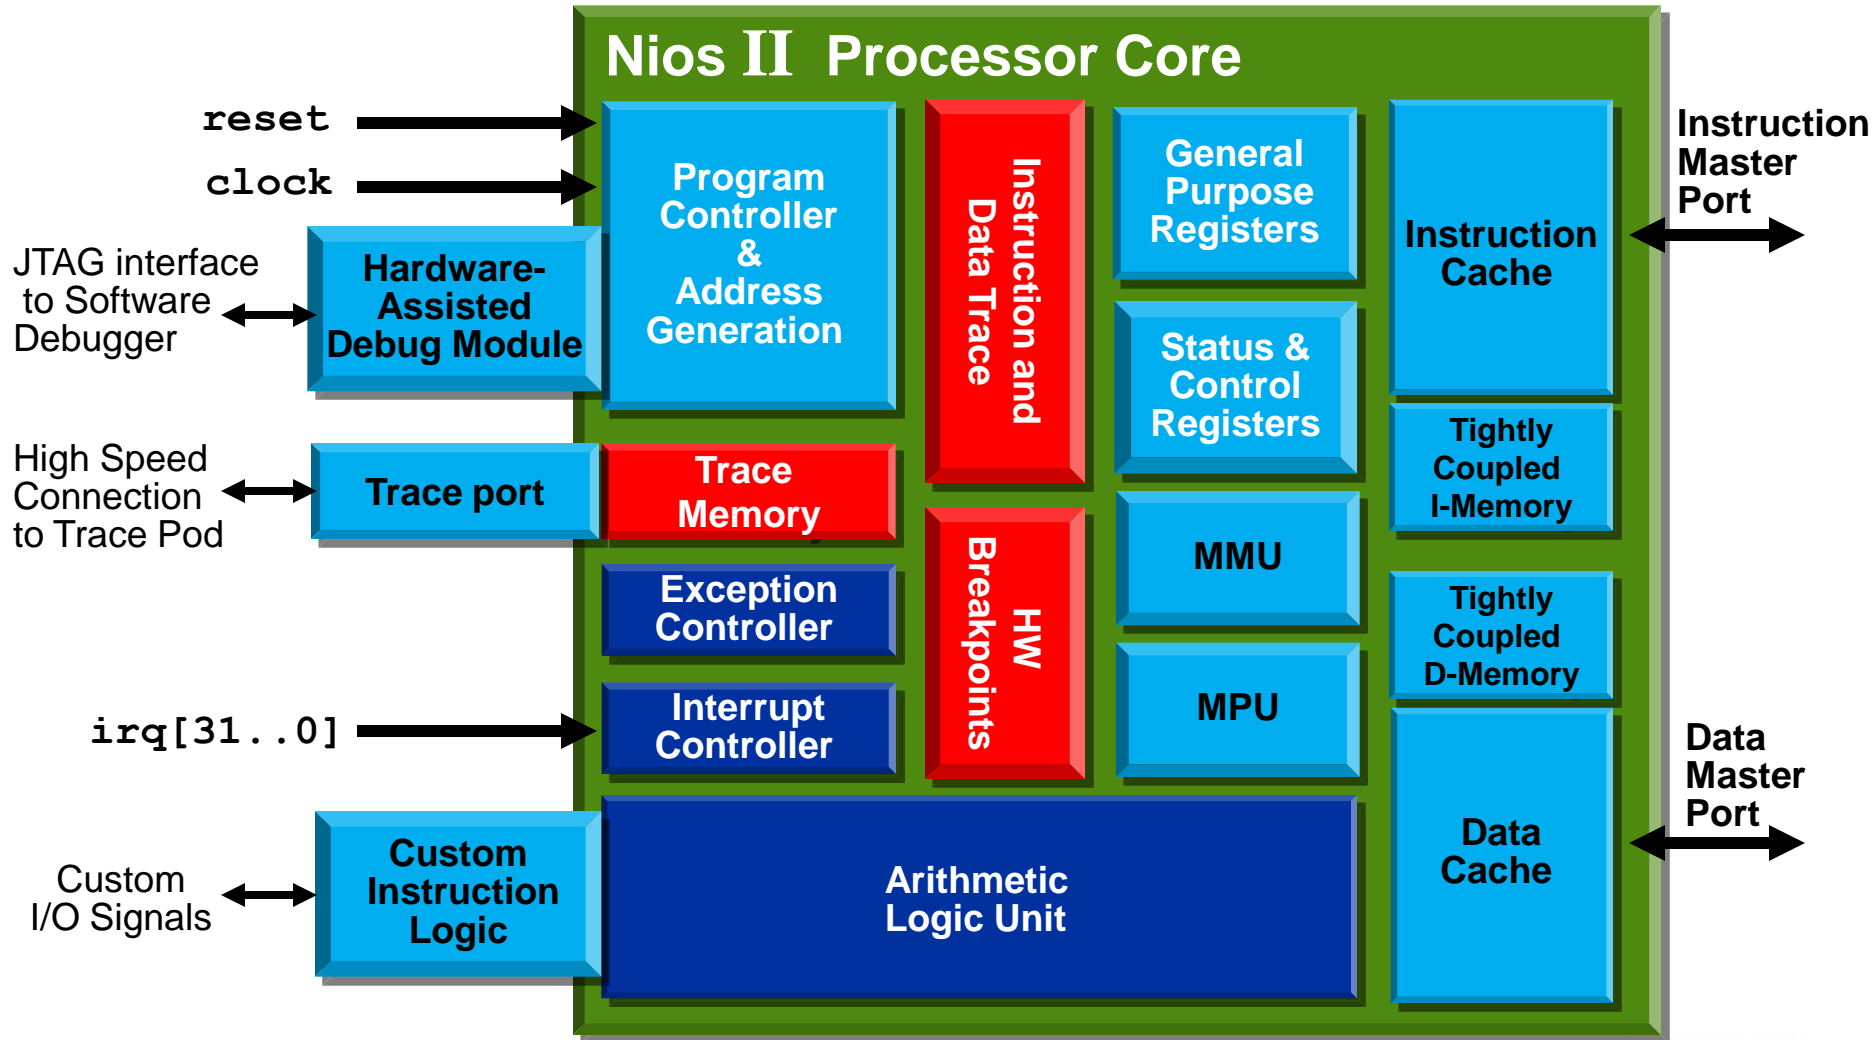 Nios II Processor Core
reset
clock
JTAG interface
to Software
Debugger
Hardware-
Assisted
Debug Module
High Speed
Connection
to Trace Pod
Trace port
irq[31..0]
Custom
I/O Signals
Custom
Instruction
Logic
Program
Controller
&
Address
Generation
Trace
Memory
Exception
Controller
Interrupt
Controller
Arithmetic
Logic Unit
Instruction and
Data Trace
HW
Breakpoints
General
Purpose
Registers
Status &
Control
Registers
MMU
MPU
Instruction
Cache
Tightly
Coupled
I-Memory
Tightly
Coupled
D-Memory
Data
Cache
Instruction
Master
Port
Data
Master
Port